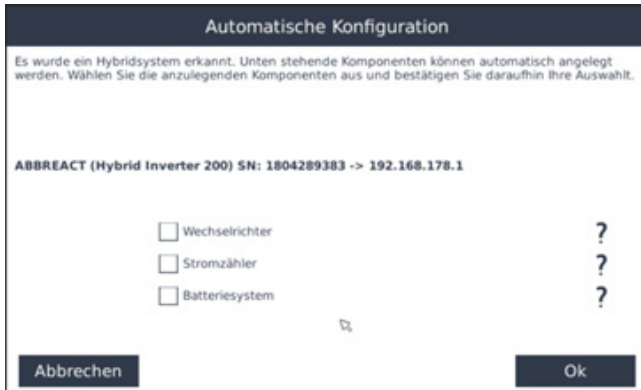 Automatische Konfiguration
Es wurde ein Hybridsystem erkannt. Unten stehende Komponenten können automatisch angelegt
werden. Wählen Sie die anzulegenden Komponenten aus und bestätigen Sie daraufhin Ihre Auswahlt.
ABBREACT (Hybrid Inverter 200) SN: 1804289383 -> 192.168.178.1
Wechselrichter ?
Stromzähler ?
Batteriesystem ?
Abbrechen Ok